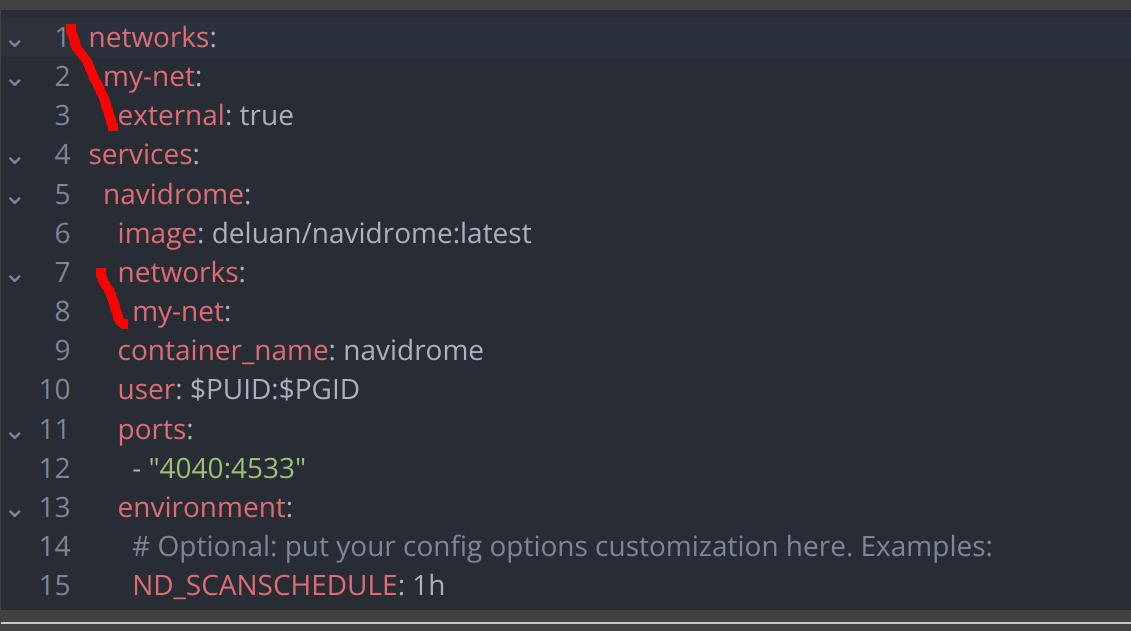 1 networks:
2 my-net:
3 external: true
4 services:
5 navidrome:
6 image: deluan/navidrome:latest
7 networks:
8 my-net:
9 container_name: navidrome
10 user: $PUID:$PGID
11 ports:
12 - "4040:4533"
13 environment:
14 # Optional: put your config options customization here. Examples:
15 ND_SCANSCHEDULE: 1h